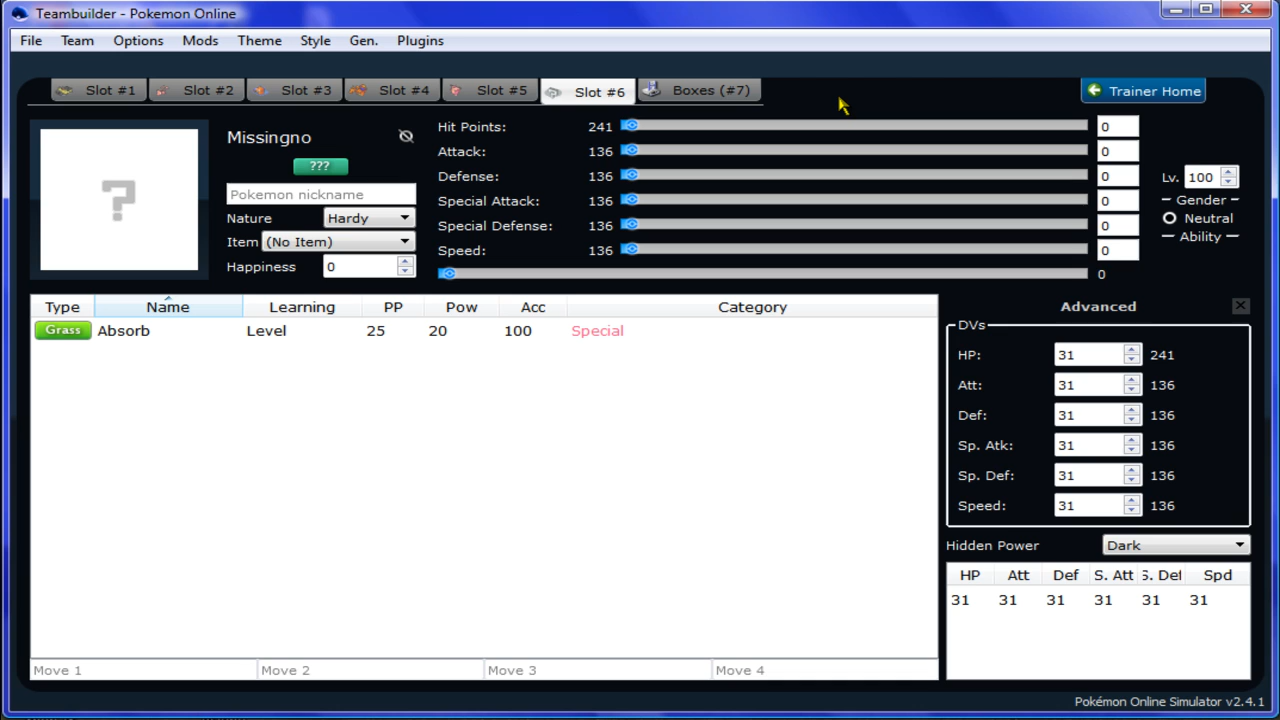 Teambuilder - Pokemon Online
File Team Options Mods Theme Style Gen. Plugins
Slot #1 Slot #2 Slot #3 Slot #4 Slot #5 Slot #6 Boxes (#7) Trainer Home
?
Missingno
???
Pokemon nickname
Nature Hardy
Item (No Item)
Happiness 0
Hit Points: 241 0
Attack: 136 0
Defense: 136 0
Special Attack: 136 0
Special Defense: 136 0
Speed: 136 0
0
Lv. 100
Gender
Neutral
Ability
Type Name Learning PP Pow Acc Category
Grass Absorb Level 25 20 100 Special
Move 1 Move 2 Move 3 Move 4
Advanced
DVs
HP: 31 241
Att: 31 136
Def: 31 136
Sp. Atk: 31 136
Sp. Def: 31 136
Speed: 31 136
Hidden Power Dark
HP Att Def S. Att S. Def Spd
31 31 31 31 31 31
Pokémon Online Simulator v2.4.1